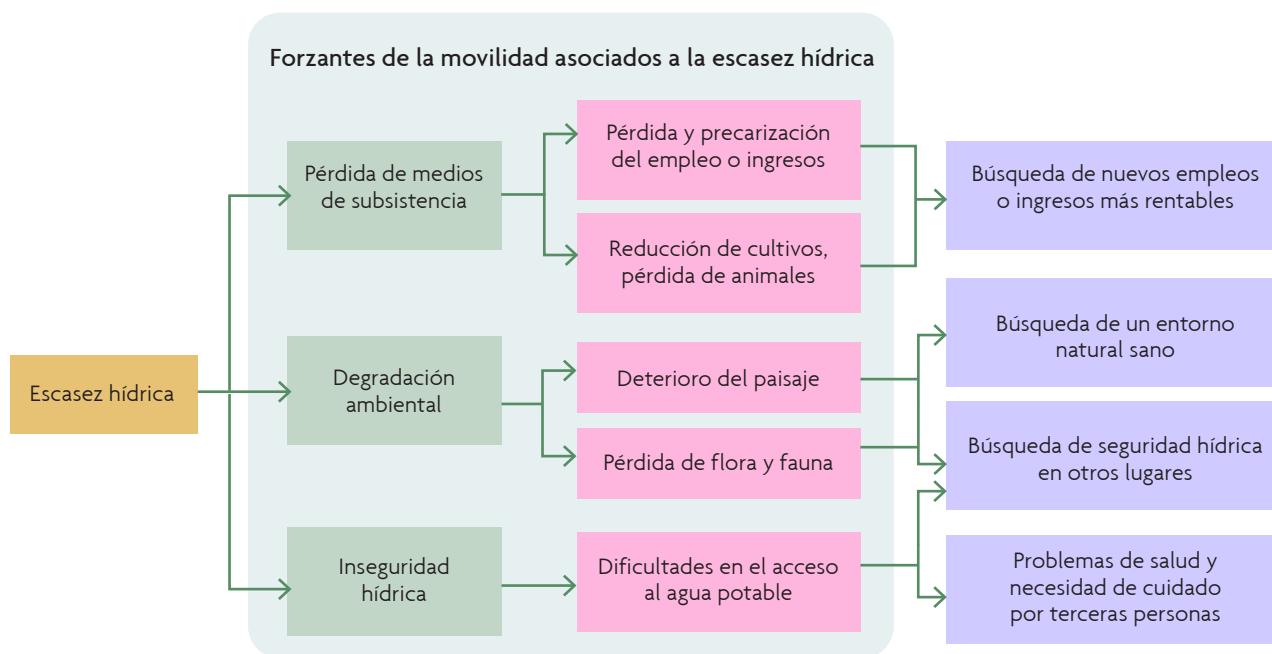 Forzantes de la movilidad asociados a la escasez hídrica
Escasez hídrica
Pérdida de medios
de subsistencia
Degradación
ambiental
Inseguridad
hídrica
Pérdida y precarización
del empleo o ingresos
Reducción de cultivos,
pérdida de animales
Deterioro del paisaje
Pérdida de flora y fauna
Dificultades en el acceso
al agua potable
Búsqueda de nuevos empleos
o ingresos más rentables
Búsqueda de un entorno
natural sano
Búsqueda de seguridad hídrica
en otros lugares
Problemas de salud y
necesidad de cuidado
por terceras personas